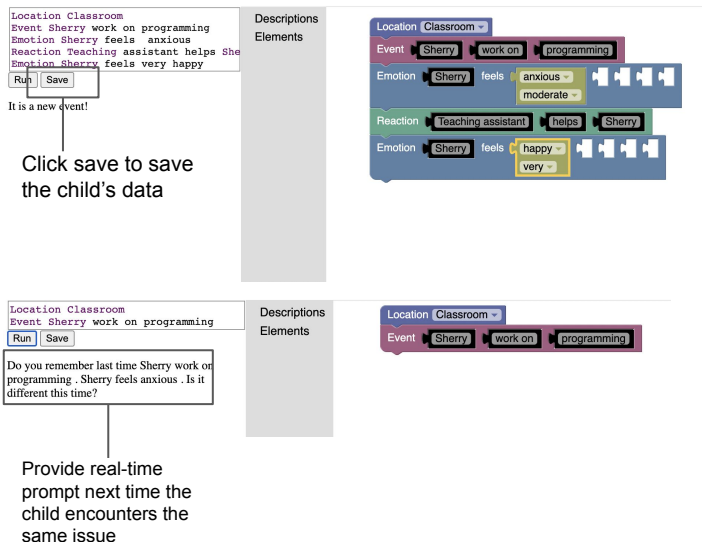 Location Classroom
Event Sherry work on programming
Emotion Sherry feels  anxious
Reaction Teaching assistant helps She
Emotion Sherry feels very happy
Run Save
It is a new event!
Click save to save
the child's data
Descriptions
Elements
Location Classroom
Event Sherry work on programming
Emotion Sherry feels anxious
moderate
Reaction Teaching assistant helps Sherry
Emotion Sherry feels happy
very
Location Classroom
Event Sherry work on programming
Run Save
Do you remember last time Sherry work on
programming . Sherry feels anxious . Is it
different this time?
Provide real-time
prompt next time the
child encounters the
same issue
Descriptions
Elements
Location Classroom
Event Sherry work on programming